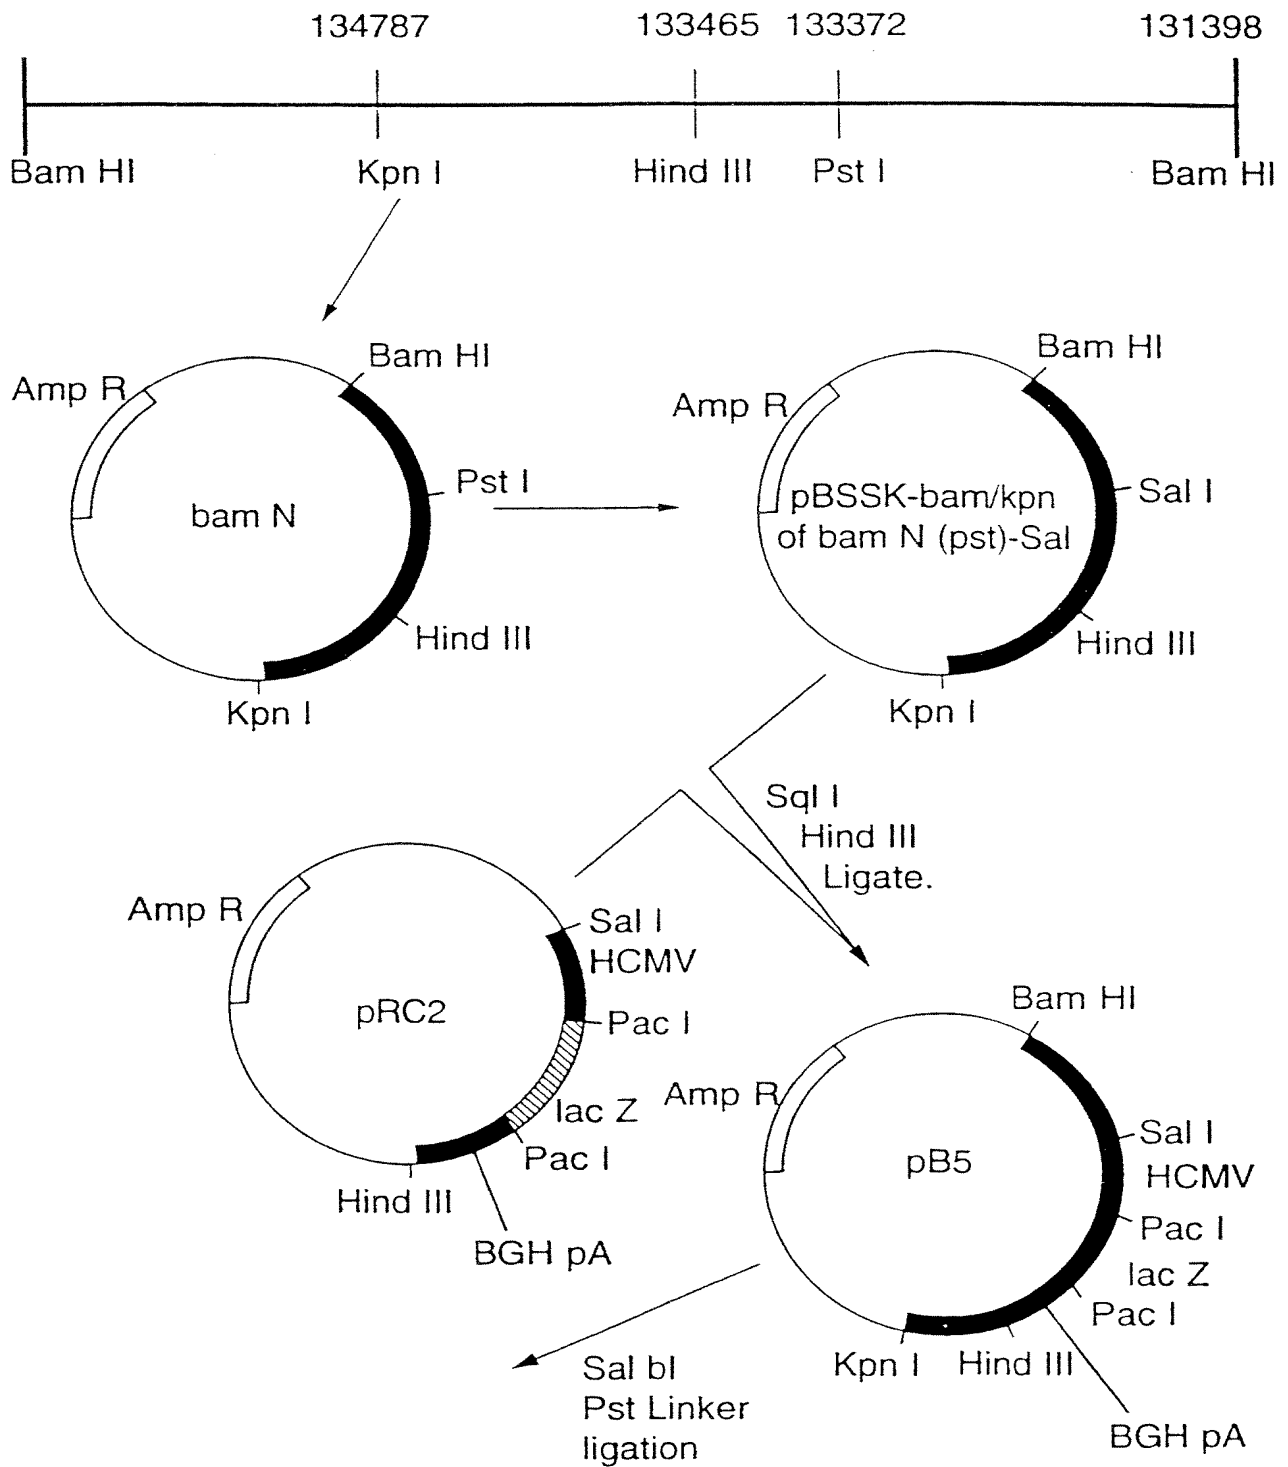 134787 133465 133372 131398
Bam HI Kpn I Hind III Pst I Bam HI
Bam HI
Amp R
Pst I
bam N
Hind III
Kpn I
Bam HI
Amp R
pBSSK-bam/kpn
of bam N (pst)-Sal
Sal I
Hind III
Kpn I
Sql I
Hind III
Ligate.
Amp R
Sal I
HCMV
pRC2
Pac I
lac Z
Pac I
Hind III
BGH pA
Bam HI
Amp R
Sal I
pB5
HCMV
Pac I
lac Z
Pac I
Kpn I
Hind III
BGH pA
Sal bI
Pst Linker
ligation